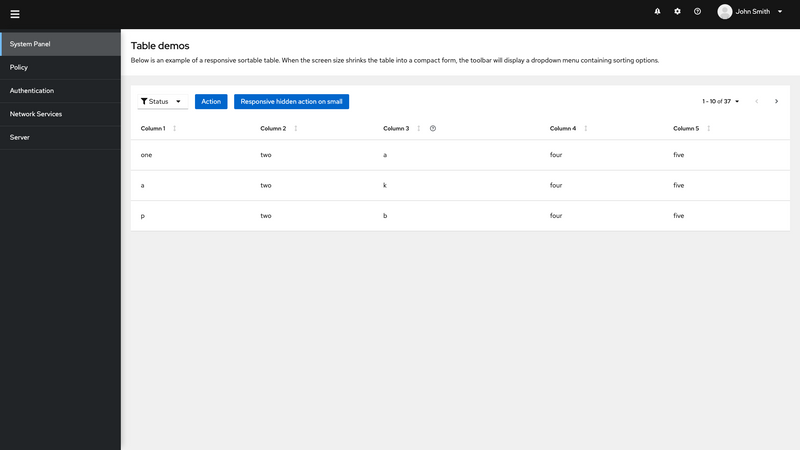 John Smith
System Panel
Policy
Authentication
Network Services
Server
Table demos
Below is an example of a responsive sortable table. When the screen size shrinks the table into a compact form, the toolbar will display a dropdown menu containing sorting options.
Status Action Responsive hidden action on small 1 - 10 of 37
Column 1 Column 2 Column 3 Column 4 Column 5
one two a four five
a two k four five
p two b four five